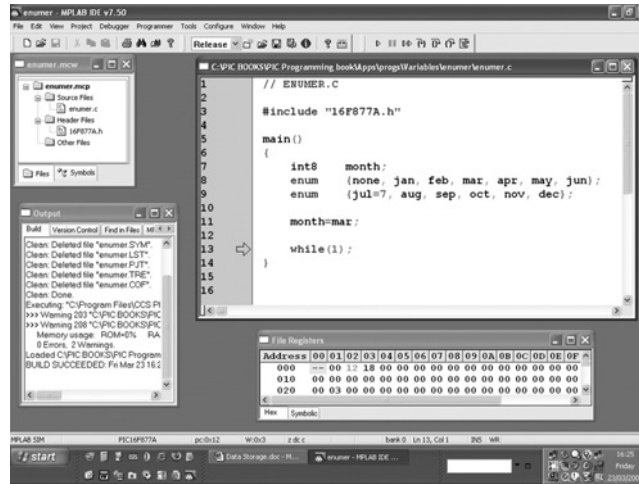 enumer - MPLAB IDE v7.50
File Edit View Project Debugger Programmer Tools Configure Window Help
Release
enumer.mcw
enumer.mcp
Source Files
enumer.c
Header Files
16F877A.h
Other Files
Files Symbols
C:\PIC BOOKS\PIC Programming book\Apps\progs\Variables\enumer\enumer.c
1 // ENUMER.C
2
3 #include "16F877A.h"
4
5 main()
6 {
7 int8 month;
8 enum {none, jan, feb, mar, apr, may, jun};
9 enum {jul=7, aug, sep, oct, nov, dec};
10
11 month=mar;
12
13 while(1);
14 }
15
16
Output
Build Version Control Find in Files
Clean: Deleted file "enumer.SYM".
Clean: Deleted file "enumer.LST".
Clean: Deleted file "enumer.PJT".
Clean: Deleted file "enumer.TRE".
Clean: Deleted file "enumer.COF".
Clean: Done.
Executing: "C:\Program Files\CCS PI
>>> Warning 203 "C:\PIC BOOKS\PIC
>>> Warning 208 "C:\PIC BOOKS\PIC
Memory usage: ROM=0% RA
0 Errors, 2 Warnings.
Loaded C:\PIC BOOKS\PIC Program
BUILD SUCCEEDED: Fri Mar 23 16:2
File Registers
Address 00 01 02 03 04 05 06 07 08 09 0A 0B 0C 0D 0E 0F
000 -- 00 12 18 00 00 00 00 00 00 00 00 00 00 00 00
010 00 00 00 00 00 00 00 00 00 00 00 00 00 00 00 00
020 00 03 00 00 00 00 00 00 00 00 00 00 00 00 00 00
Hex Symbolic
MPLAB SIM PIC16F877A pc:0x12 W:0x3 z dc c bank 0 Ln 13, Col 1 INS WR
start Data Storage.doc - M... enumer - MPLAB IDE ... 16:25
Friday